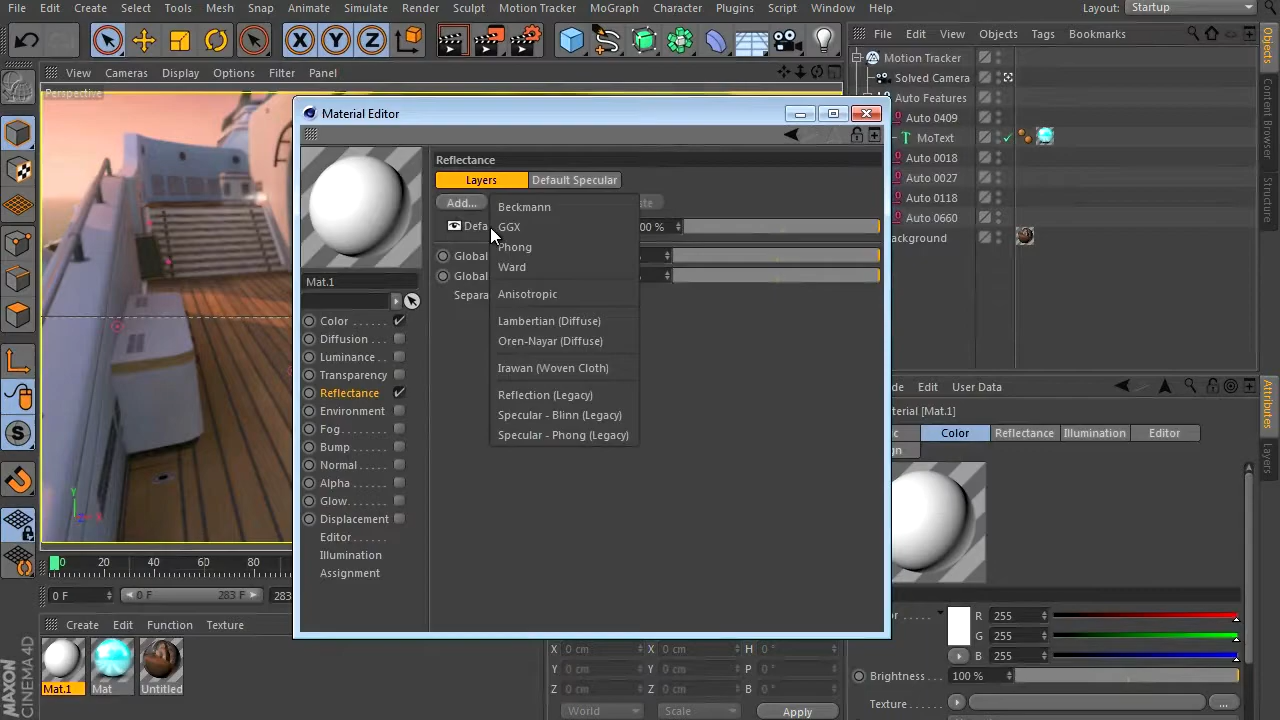 File Edit Create Select Tools Mesh Snap Animate Simulate Render Sculpt Motion Tracker MoGraph Character Plugins Script Window Help Layout: Startup
File Edit View Objects Tags Bookmarks
View Cameras Display Options Filter Panel
Perspective
Motion Tracker
Solved Camera
Auto Features
Auto 0409
MoText
Auto 0018
Auto 0027
Auto 0118
Auto 0660
ackground
Objects
Content Browser
Structure
Material Editor
Reflectance
Layers Default Specular
Add...
Defa
00 %
Global
Global
Separa
Beckmann
GGX
Phong
Ward
Anisotropic
Lambertian (Diffuse)
Oren-Nayar (Diffuse)
Irawan (Woven Cloth)
Reflection (Legacy)
Specular - Blinn (Legacy)
Specular - Phong (Legacy)
Mat.1
Color
Diffusion
Luminance
Transparency
Reflectance
Environment
Fog
Bump
Normal
Alpha
Glow
Displacement
Editor
Illumination
Assignment
de Edit User Data
Attributes
Layers
aterial [Mat.1]
c Color Reflectance Illumination Editor
gn
R 255
G 255
B 255
Brightness 100 %
Texture
0 20 40 60 80
0 F 0 F 283 F 283
Create Edit Function Texture
Mat.1 Mat Untitled
X 0 cm X 0 cm H 0 °
Y 0 cm Y 0 cm P 0 °
Z 0 cm Z 0 cm B 0 °
World Scale Apply
MAXON
CINEMA 4D